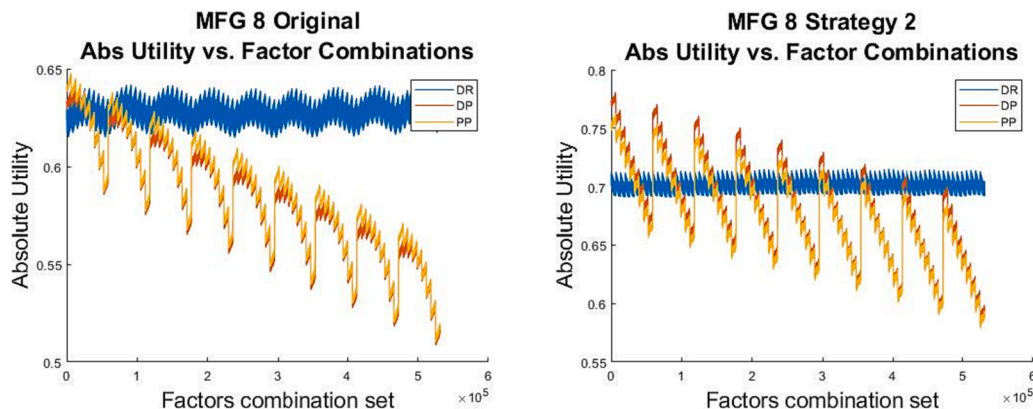 MFG 8 Original
Abs Utility vs. Factor Combinations
0.65
0.6
0.55
0.5
Absolute Utility
DR
DP
PP
0 1 2 3 4 5 6
Factors combination set × 10⁵
MFG 8 Strategy 2
Abs Utility vs. Factor Combinations
0.8
0.75
0.7
0.65
0.6
0.55
Absolute Utility
DR
DP
PP
0 1 2 3 4 5 6
Factors combination set × 10⁵